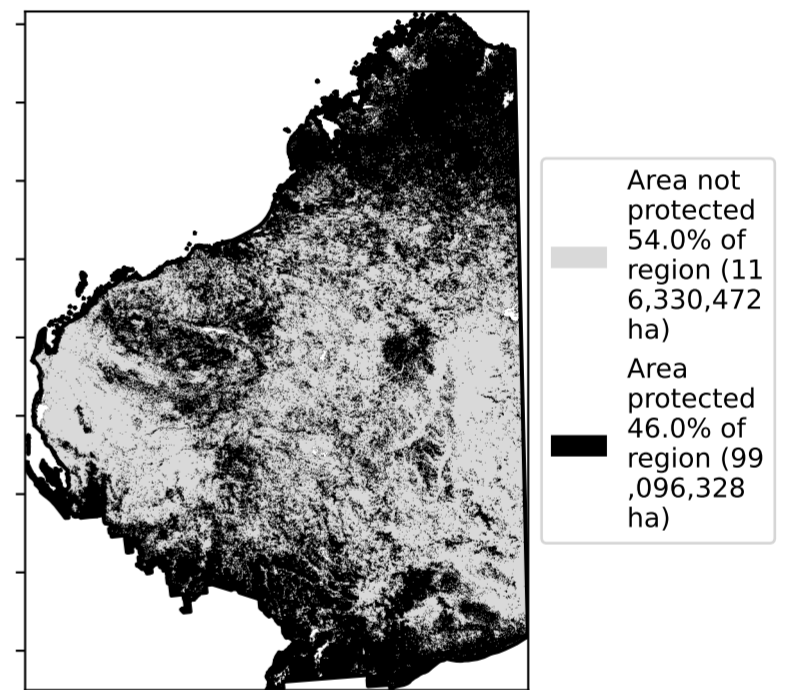 Area not
protected
54.0% of
region (11
6,330,472
ha)
Area
protected
46.0% of
region (99
,096,328
ha)